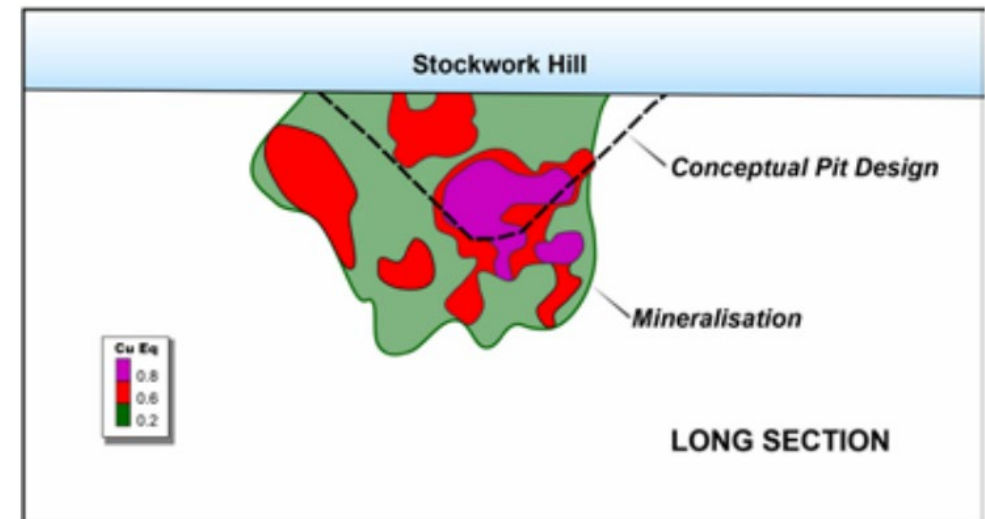 Stockwork Hill
Conceptual Pit Design
Mineralisation
Cu Eq
0.8
0.6
0.2
LONG SECTION